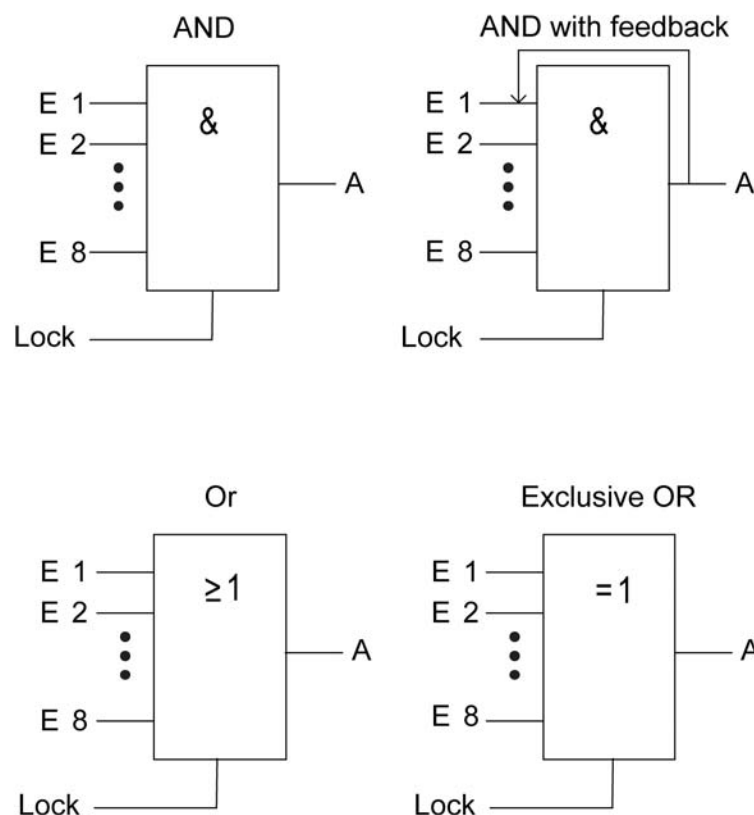 AND
E 1
&
E 2
E 8
A
Lock
AND with feedback
E 1
&
E 2
E 8
A
Lock
Or
E 1
≥1
E 2
E 8
A
Lock
Exclusive OR
E 1
=1
E 2
E 8
A
Lock